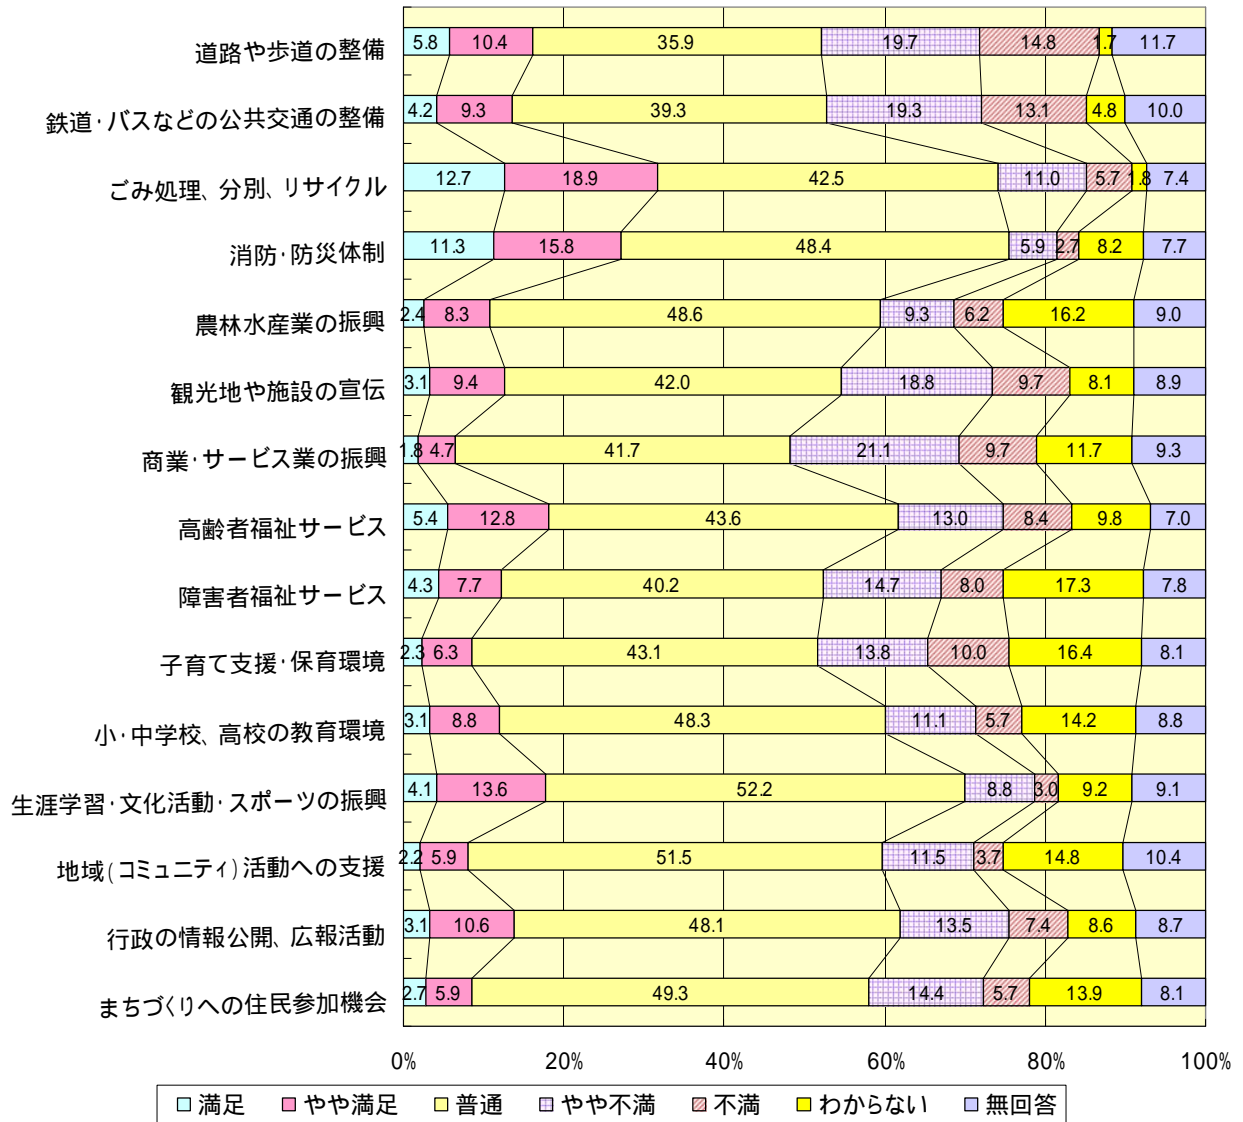 道路や歩道の整備 5.8 10.4 35.9 19.7 14.8 1.7 11.7
鉄道・バスなどの公共交通の整備 4.2 9.3 39.3 19.3 13.1 4.8 10.0
ごみ処理、分別、リサイクル 12.7 18.9 42.5 11.0 5.7 1.8 7.4
消防・防災体制 11.3 15.8 48.4 5.9 2.7 8.2 7.7
農林水産業の振興 2.4 8.3 48.6 9.3 6.2 16.2 9.0
観光地や施設の宣伝 3.1 9.4 42.0 18.8 9.7 8.1 8.9
商業・サービス業の振興 1.8 4.7 41.7 21.1 9.7 11.7 9.3
高齢者福祉サービス 5.4 12.8 43.6 13.0 8.4 9.8 7.0
障害者福祉サービス 4.3 7.7 40.2 14.7 8.0 17.3 7.8
子育て支援・保育環境 2.3 6.3 43.1 13.8 10.0 16.4 8.1
小・中学校、高校の教育環境 3.1 8.8 48.3 11.1 5.7 14.2 8.8
生涯学習・文化活動・スポーツの振興 4.1 13.6 52.2 8.8 3.0 9.2 9.1
地域(コミュニティ)活動への支援 2.2 5.9 51.5 11.5 3.7 14.8 10.4
行政の情報公開、広報活動 3.1 10.6 48.1 13.5 7.4 8.6 8.7
まちづくりへの住民参加機会 2.7 5.9 49.3 14.4 5.7 13.9 8.1
0% 20% 40% 60% 80% 100%
満足 やや満足 普通 やや不満 不満 わからない 無回答